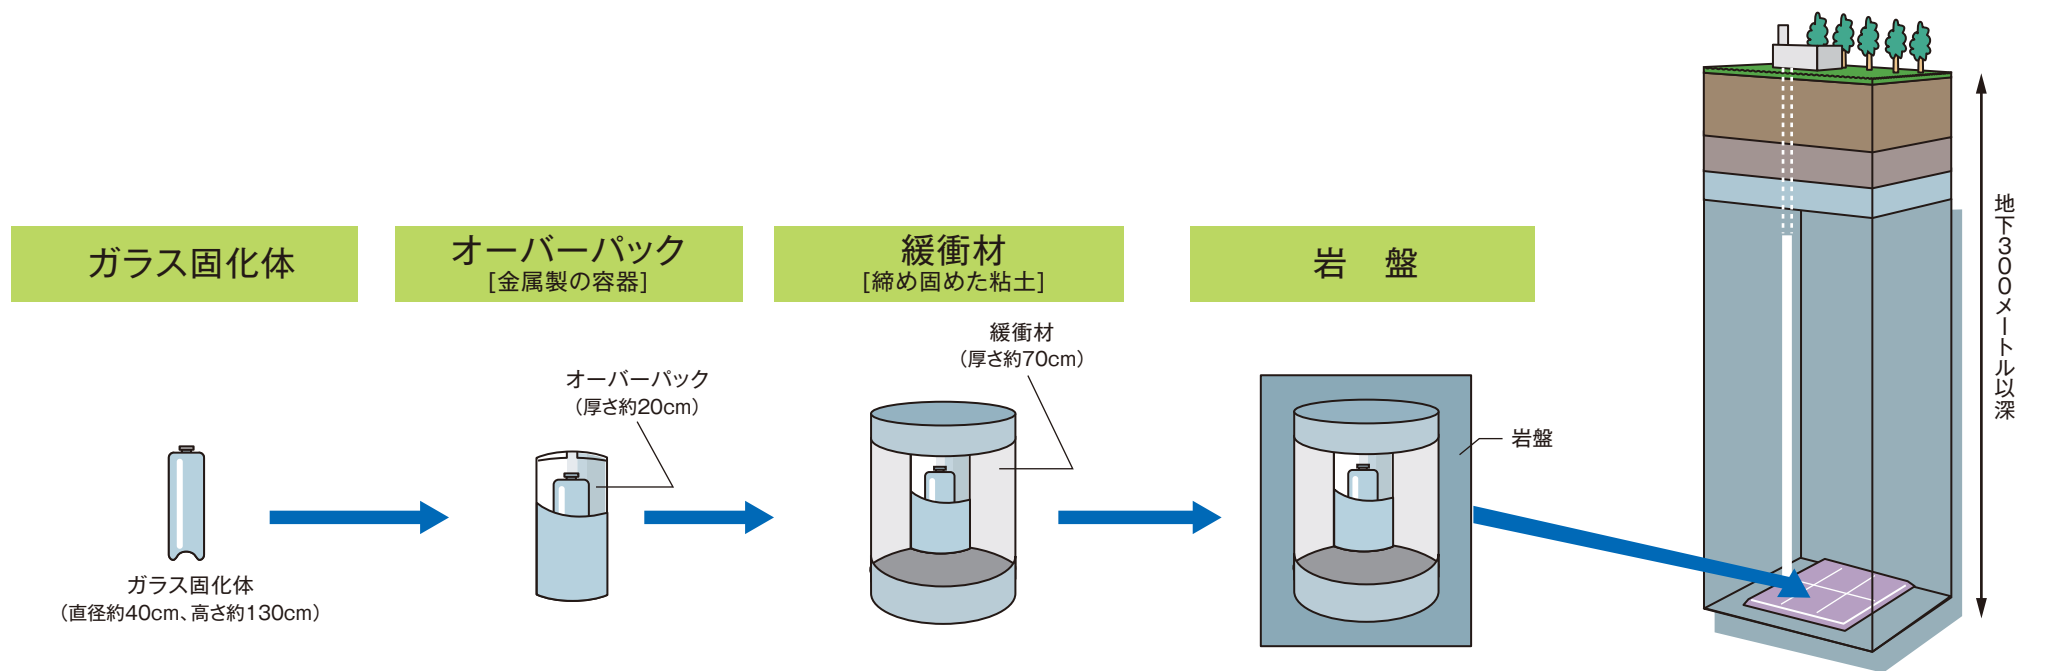 ガラス固化体
オーバーパック
[金属製の容器]
緩衝材
[締め固めた粘土]
岩　盤
ガラス固化体
（直径約40cm、高さ約130cm）
オーバーパック
（厚さ約20cm）
緩衝材
（厚さ約70cm）
岩盤
地下300メートル以深